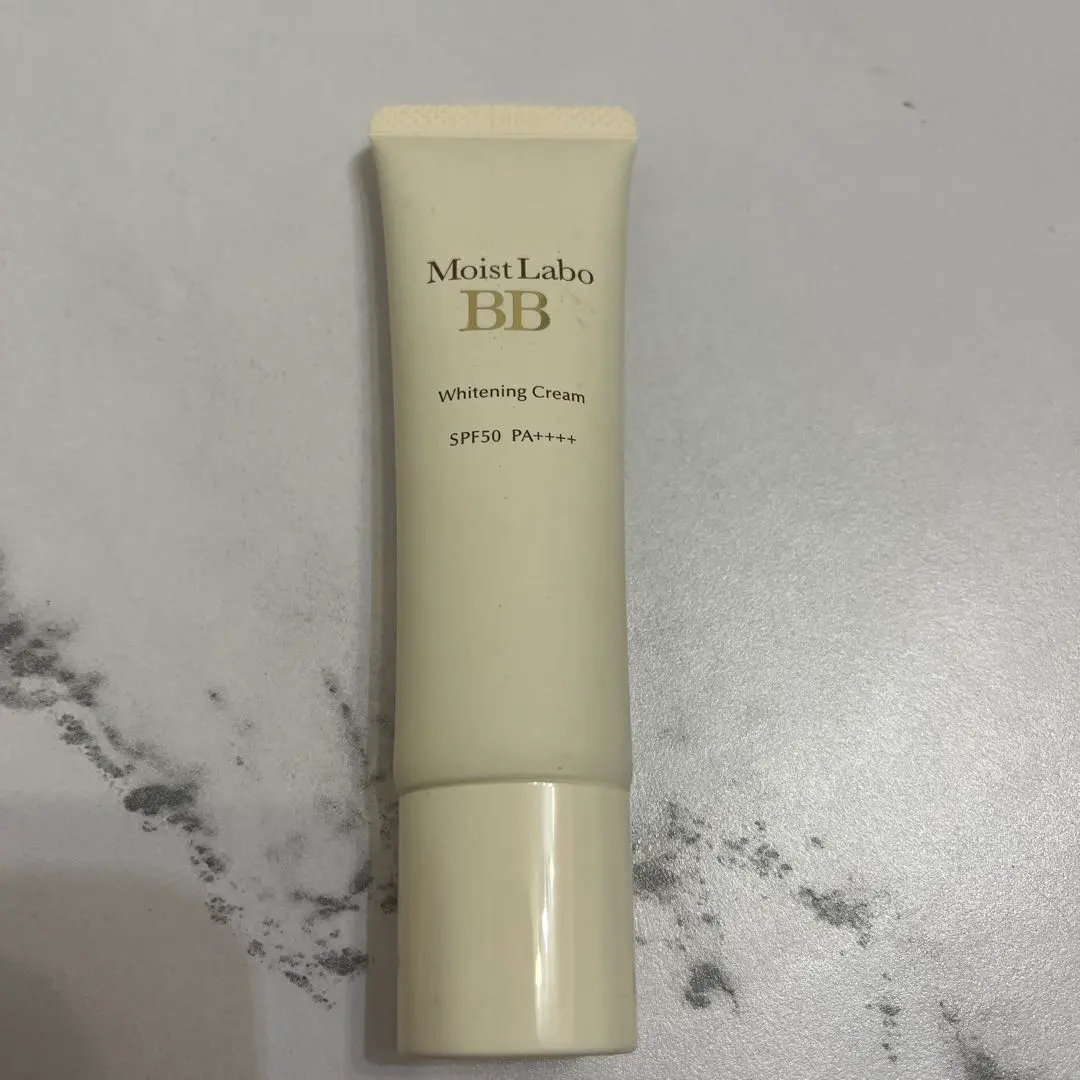 Moist Labo
BB
Whitening Cream
SPF50 PA++++